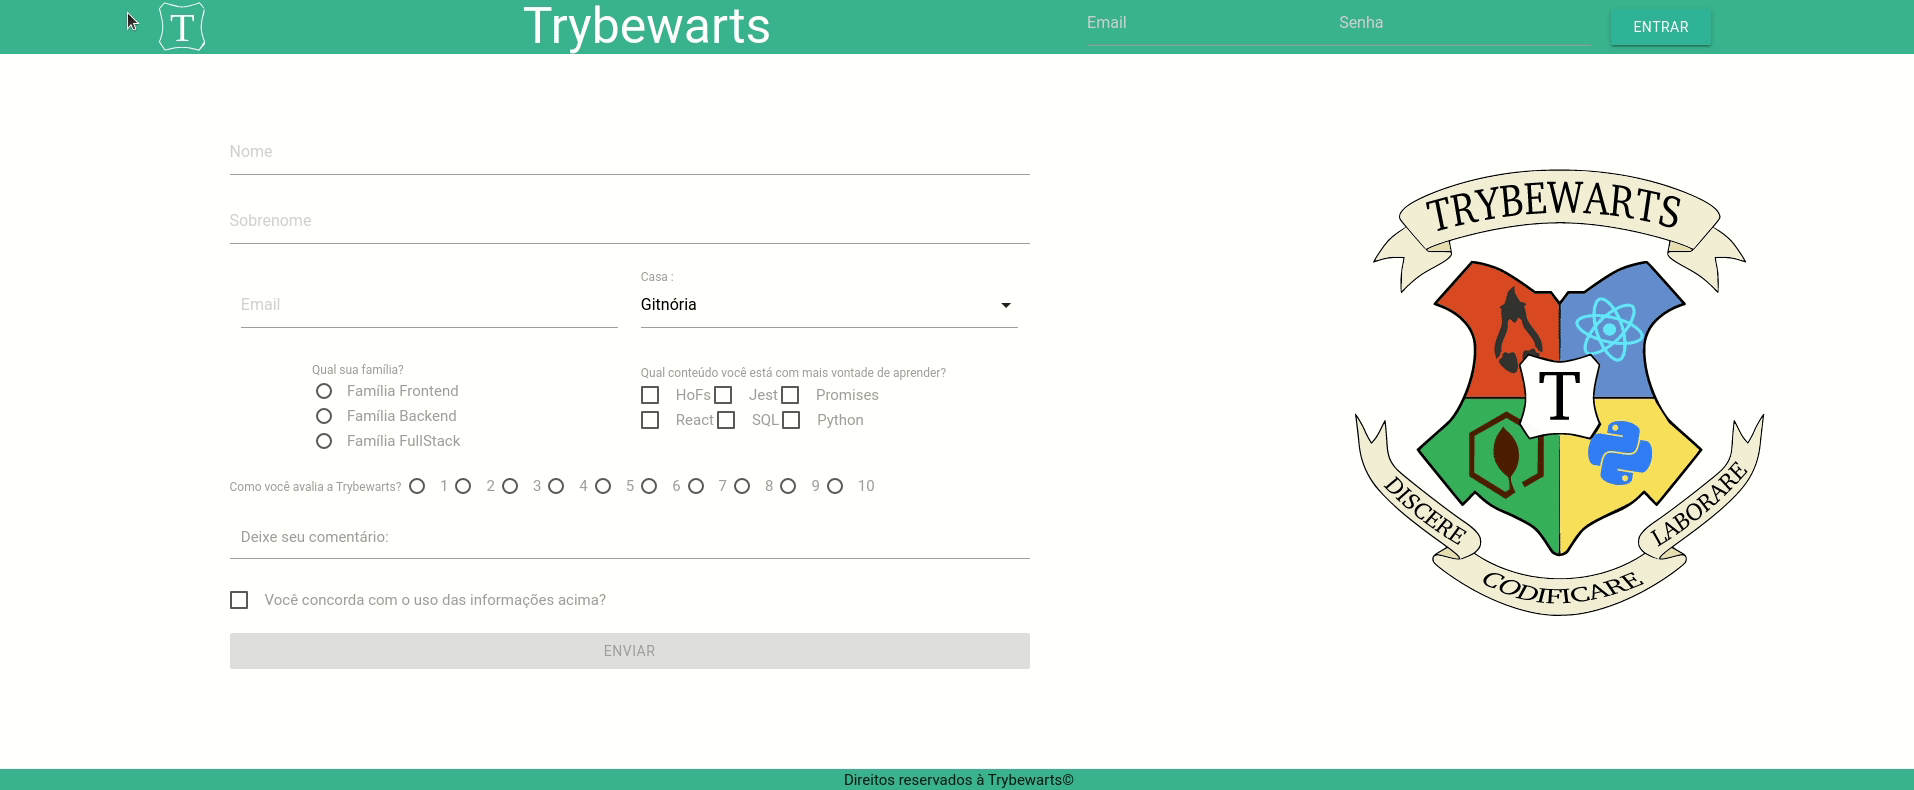 T
Trybewarts
Email
Senha
ENTRAR
Nome
Sobrenome
Email
Casa :
Gitnória
Qual sua família?
Família Frontend
Família Backend
Família FullStack
Qual conteúdo você está com mais vontade de aprender?
HoFs Jest Promises
React SQL Python
Como você avalia a Trybewarts? 1 2 3 4 5 6 7 8 9 10
Deixe seu comentário:
Você concorda com o uso das informações acima?
ENVIAR
TRYBEWARTS
T
DISCERE
CODIFICARE
LABORARE
Direitos reservados à Trybewarts©